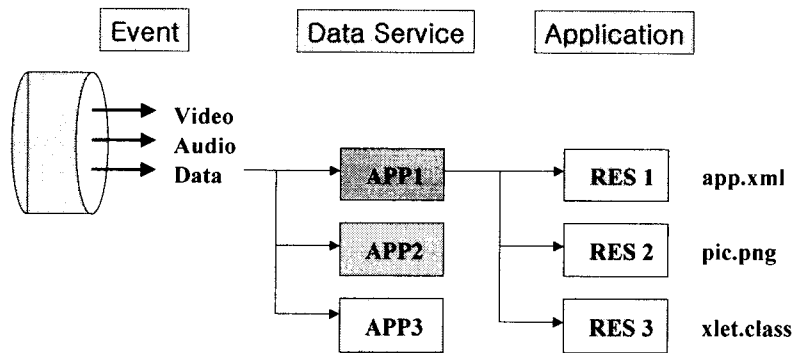 Event Data Service Application
Video
Audio
Data APP1 RES 1 app.xml
APP2 RES 2 pic.png
APP3 RES 3 xlet.class